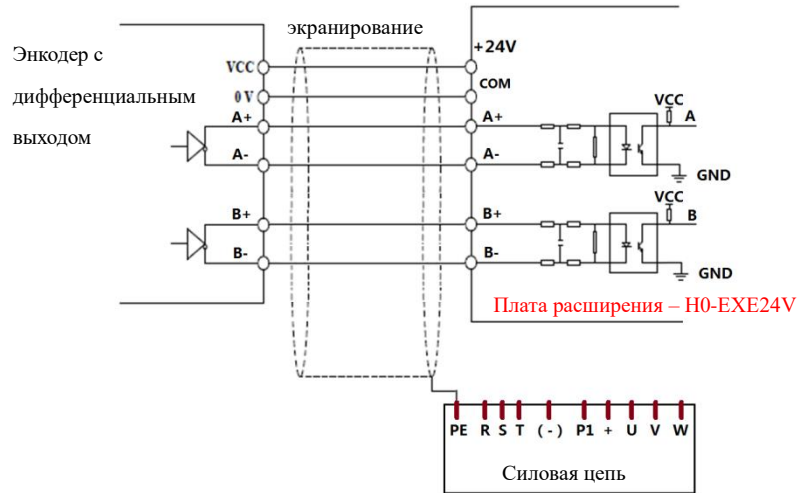 экранирование
Энкодер с
дифференциальным
выходом
VCC
0 V
A+
A-
B+
B-
+24V
COM
A+
A-
B+
B-
VCC
A
GND
VCC
B
GND
Плата расширения – H0-EXE24V
PE R S T (-) P1 + U V W
Силовая цепь